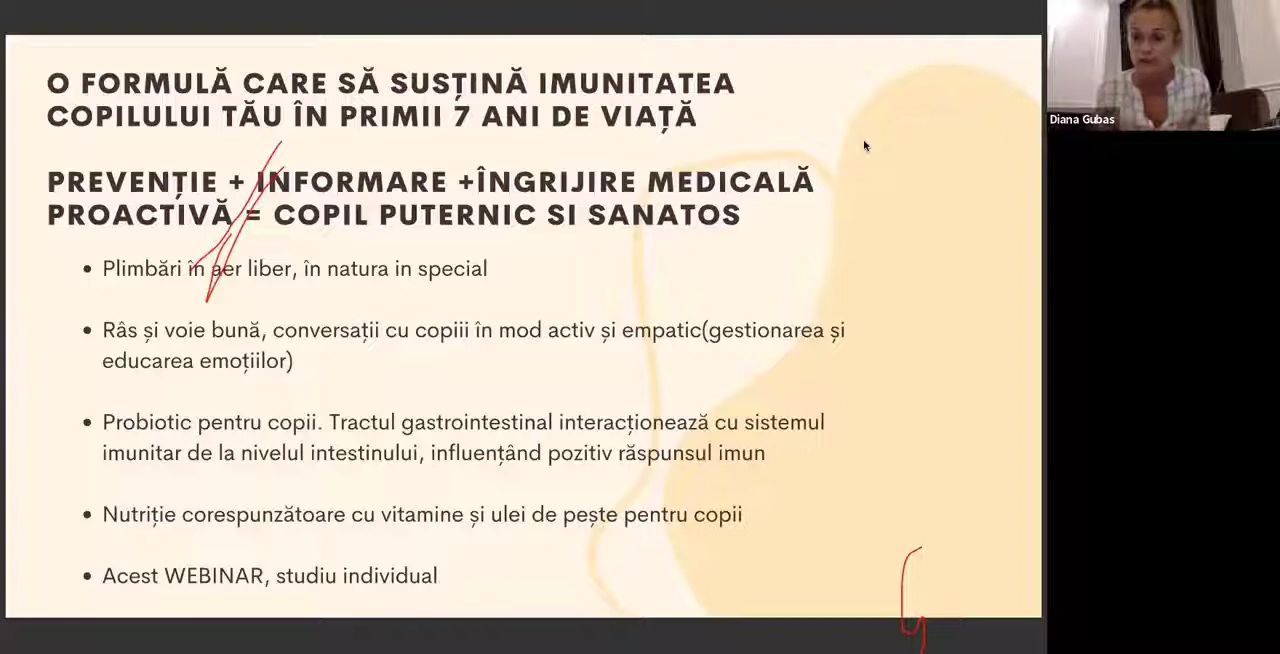 O FORMULĂ CARE SĂ SUSȚINĂ IMUNITATEA
COPILULUI TĂU ÎN PRIMII 7 ANI DE VIAȚĂ
PREVENȚIE + INFORMARE +ÎNGRIJIRE MEDICALĂ
PROACTIVĂ = COPIL PUTERNIC SI SANATOS
• Plimbări în aer liber, în natura in special
• Râs și voie bună, conversații cu copiii în mod activ și empatic(gestionarea și
educarea emoțiilor)
• Probiotic pentru copii. Tractul gastrointestinal interacționează cu sistemul
imunitar de la nivelul intestinului, influențând pozitiv răspunsul imun
• Nutriție corespunzătoare cu vitamine și ulei de pește pentru copii
• Acest WEBINAR, studiu individual
Diana Gubas